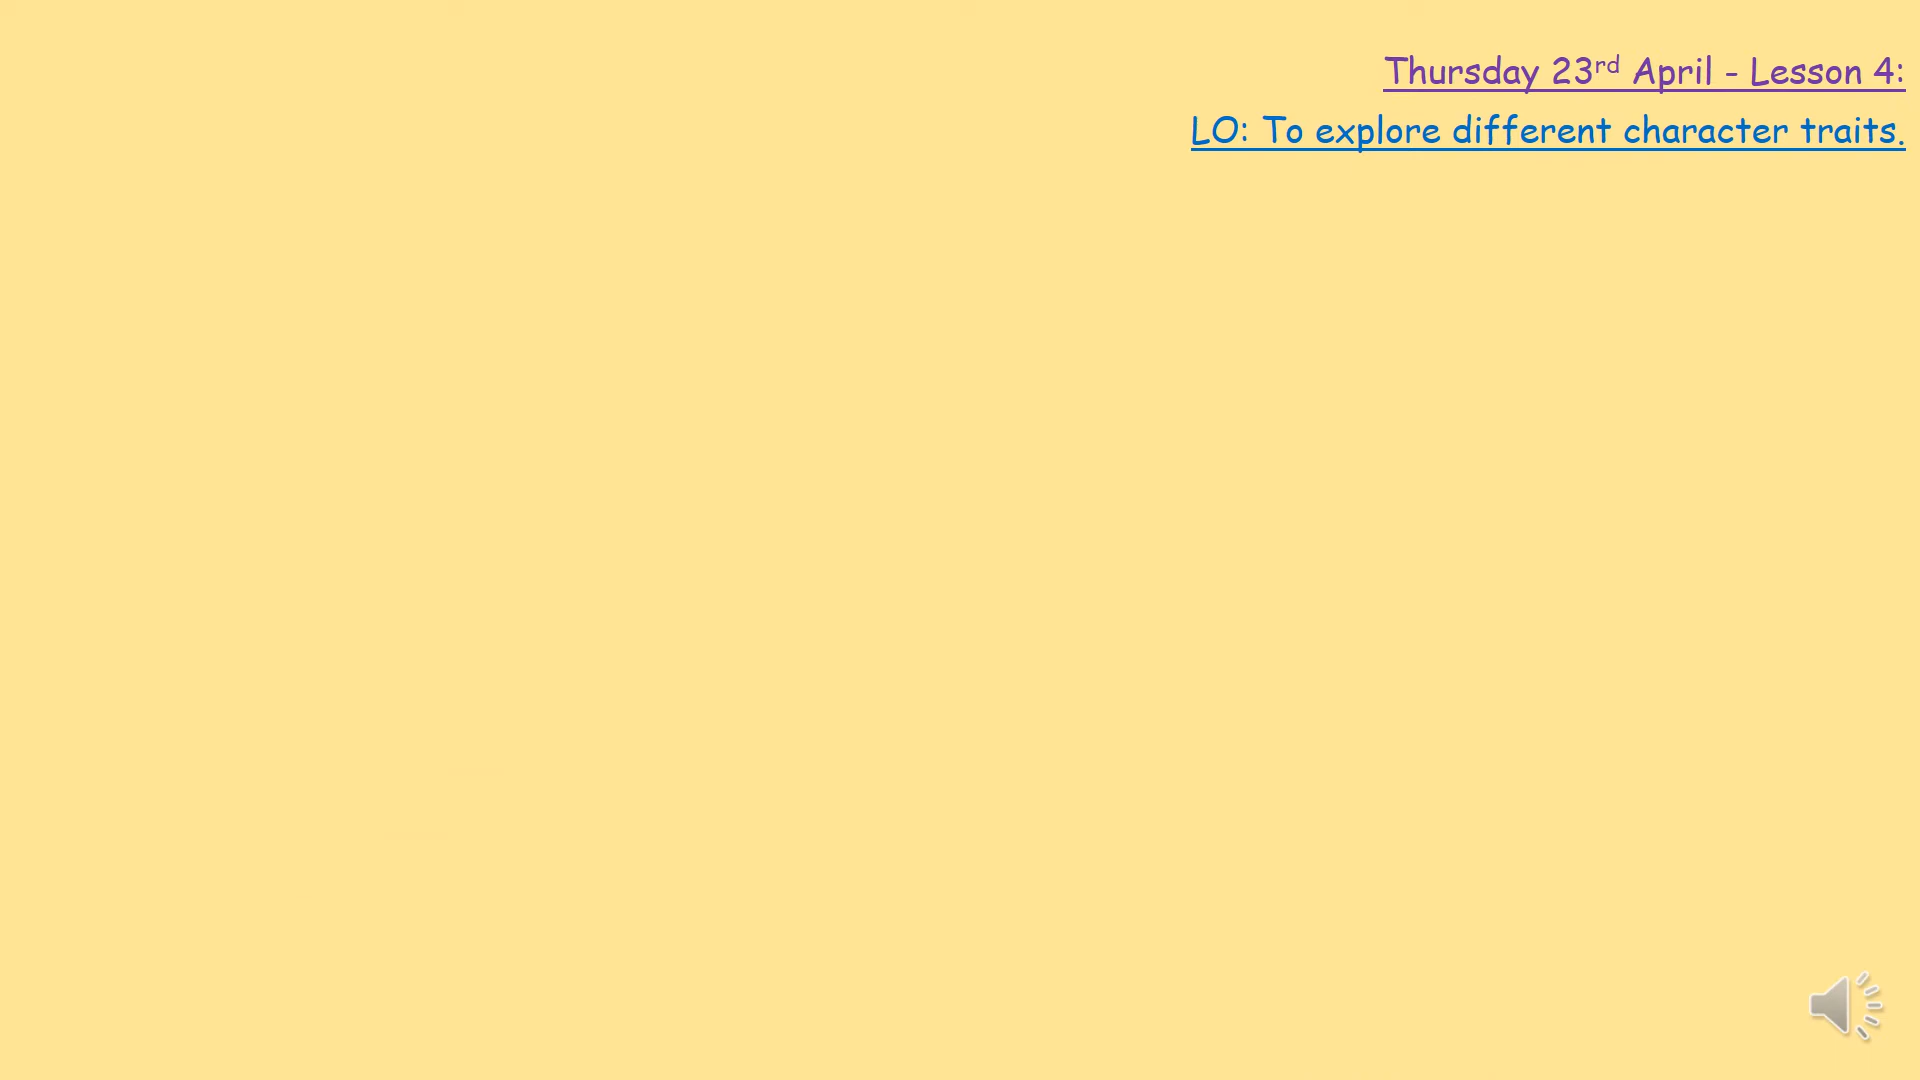 Thursday 23rd April - Lesson 4:
LO: To explore different character traits.